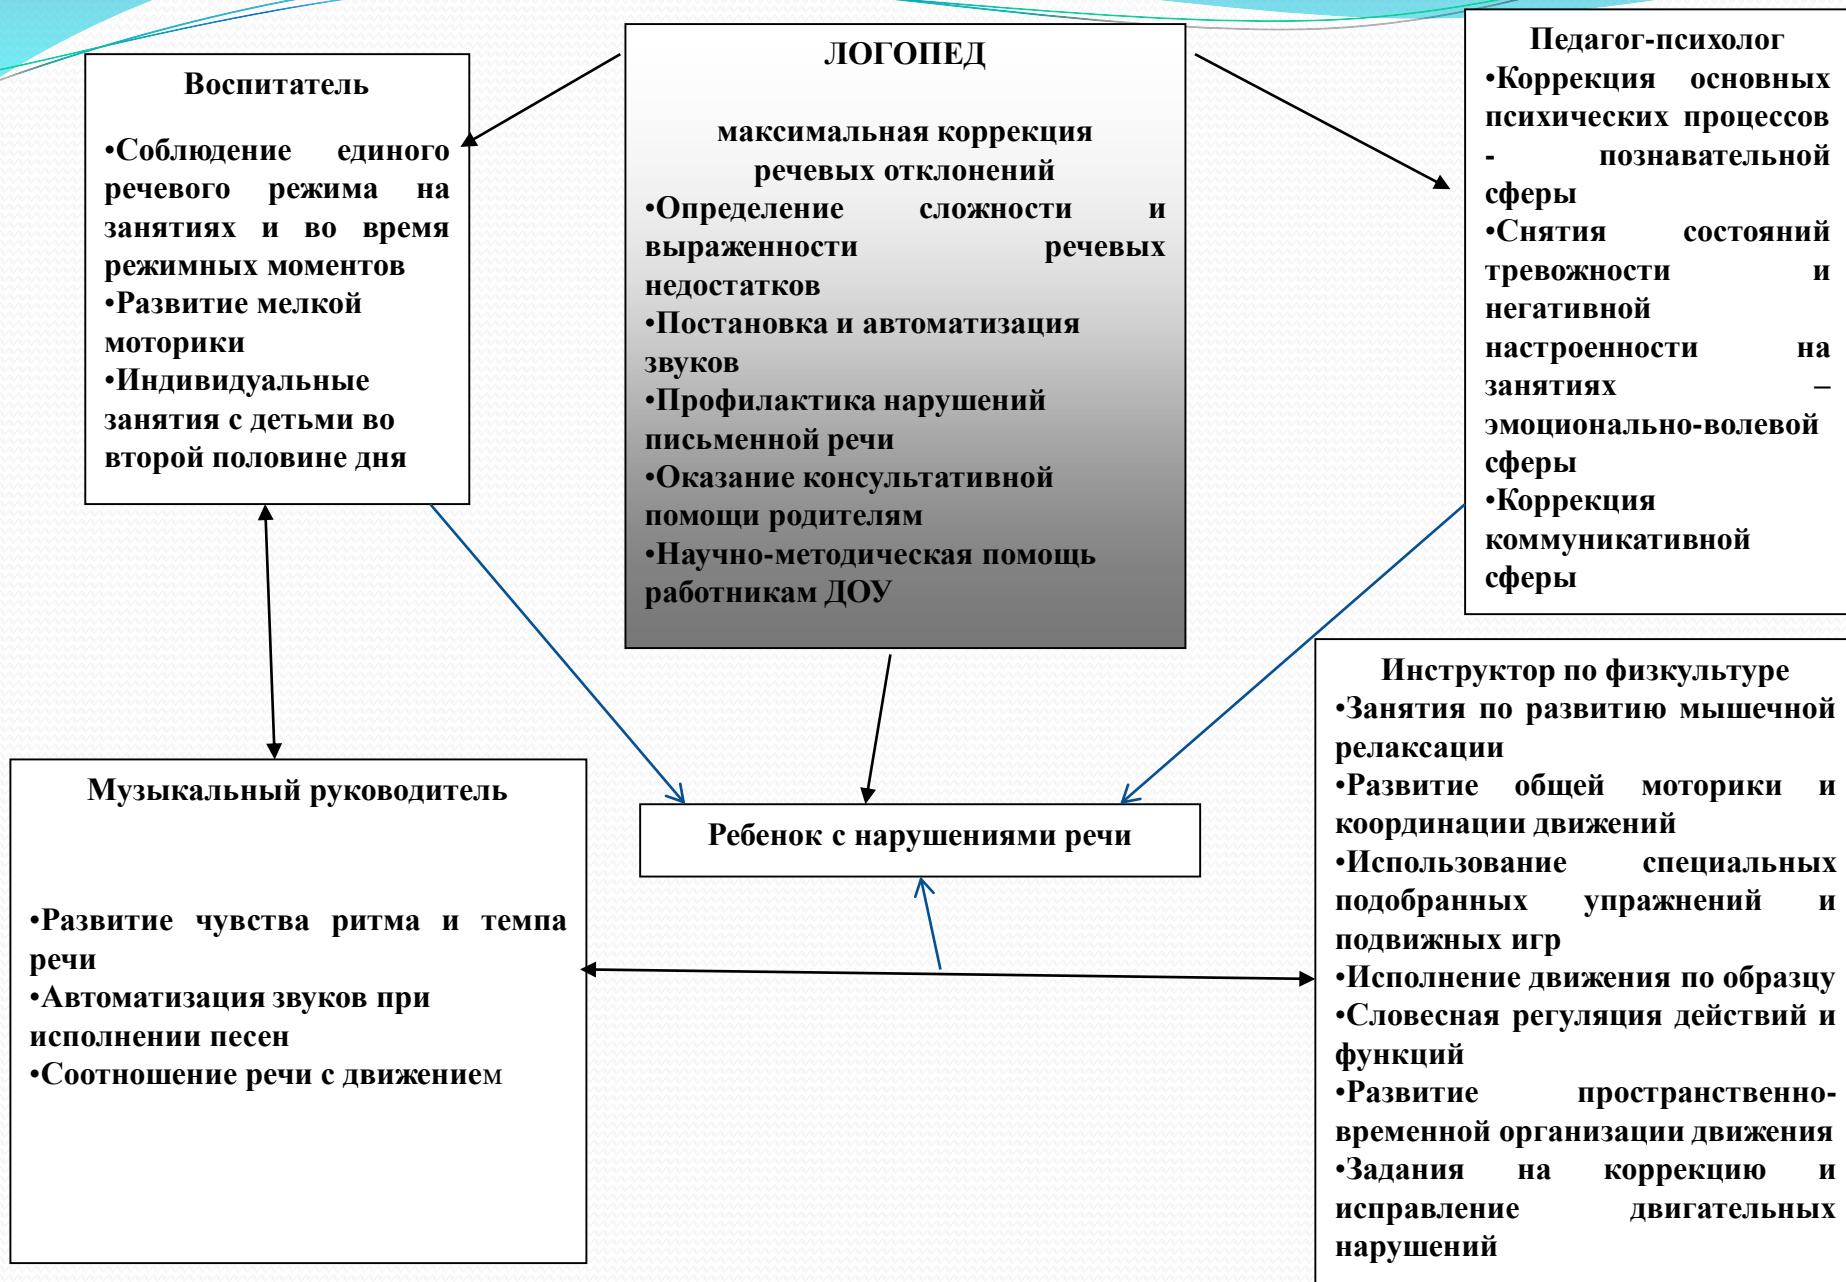 Воспитатель
•Соблюдение единого
речевого режима на
занятиях и во время
режимных моментов
•Развитие мелкой
моторики
•Индивидуальные
занятия с детьми во
второй половине дня
ЛОГОПЕД
максимальная коррекция
речевых отклонений
•Определение сложности и
выраженности речевых
недостатков
•Постановка и автоматизация
звуков
•Профилактика нарушений
письменной речи
•Оказание консультативной
помощи родителям
•Научно-методическая помощь
работникам ДОУ
Педагог-психолог
•Коррекция основных
психических процессов
- познавательной
сферы
•Снятия состояний
тревожности и
негативной
настроенности на
занятиях –
эмоционально-волевой
сферы
•Коррекция
коммуникативной
сферы
Музыкальный руководитель
•Развитие чувства ритма и темпа
речи
•Автоматизация звуков при
исполнении песен
•Соотношение речи с движением
Ребенок с нарушениями речи
Инструктор по физкультуре
•Занятия по развитию мышечной
релаксации
•Развитие общей моторики и
координации движений
•Использование специальных
подобранных упражнений и
подвижных игр
•Исполнение движения по образцу
•Словесная регуляция действий и
функций
•Развитие пространственно-
временной организации движения
•Задания на коррекцию и
исправление двигательных
нарушений